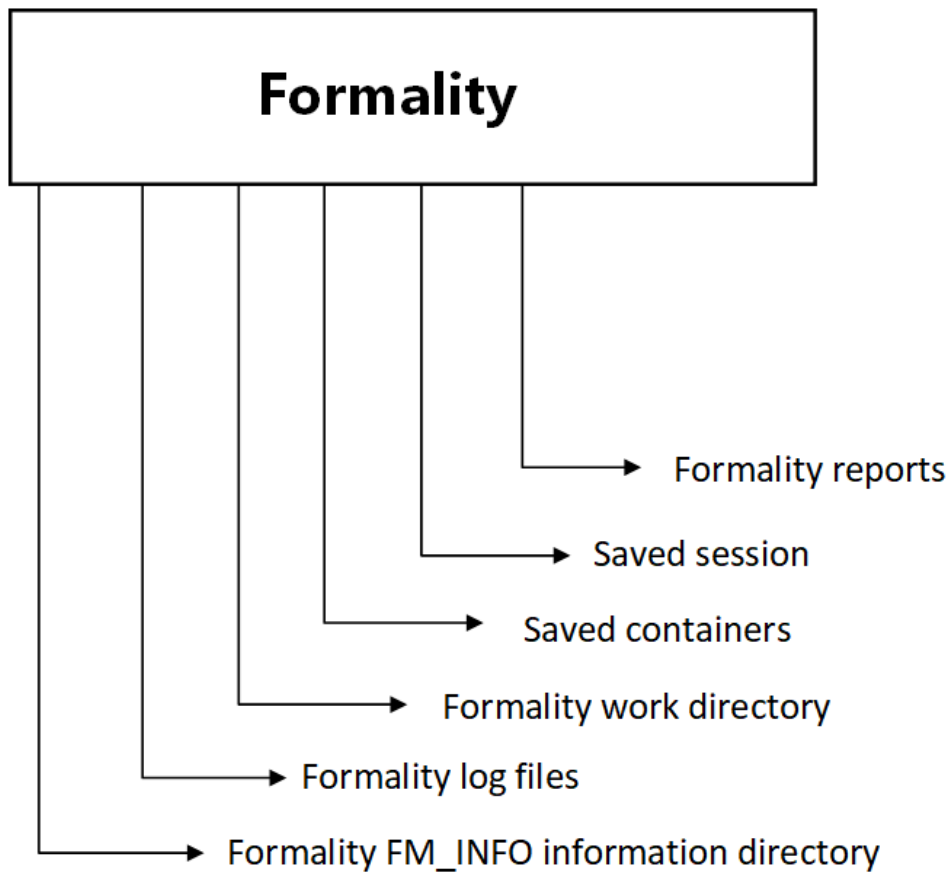 Formality
Formality reports
Saved session
Saved containers
Formality work directory
Formality log files
Formality FM_INFO information directory